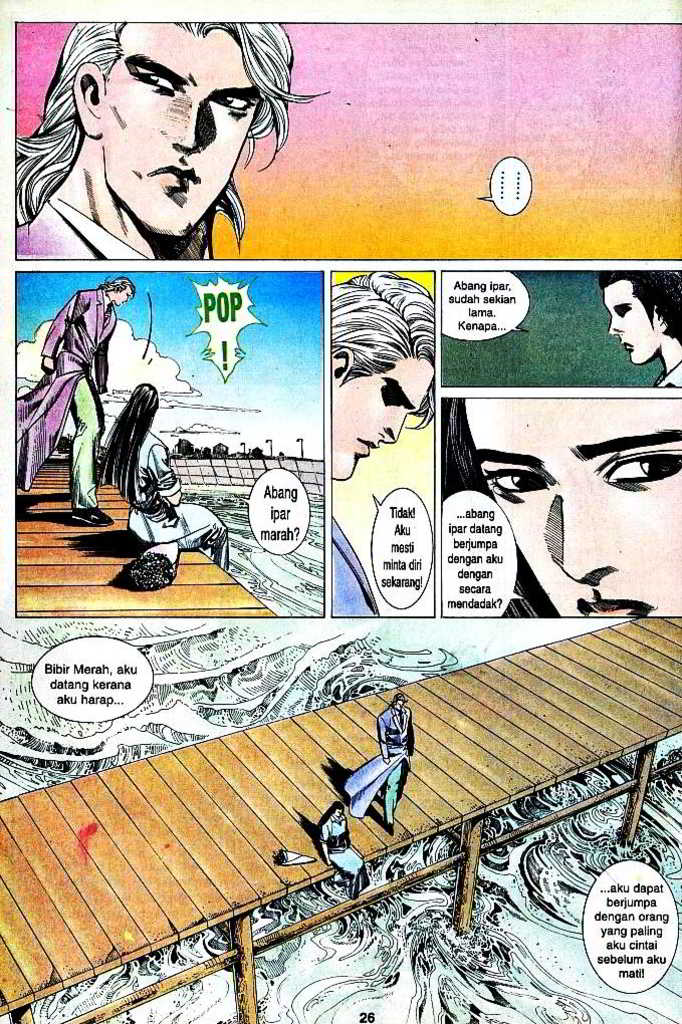 ......
POP
!
Abang
ipar
marah?
Tidak!
Aku
mesti
minta diri
sekarang!
Abang ipar,
sudah sekian
lama.
Kenapa...
...abang
ipar datang
berjumpa
dengan aku
dengan
secara
mendadak?
Bibir Merah, aku
datang kerana
aku harap...
...aku dapat
berjumpa
dengan orang
yang paling
aku cintai
sebelum aku
mati!
26